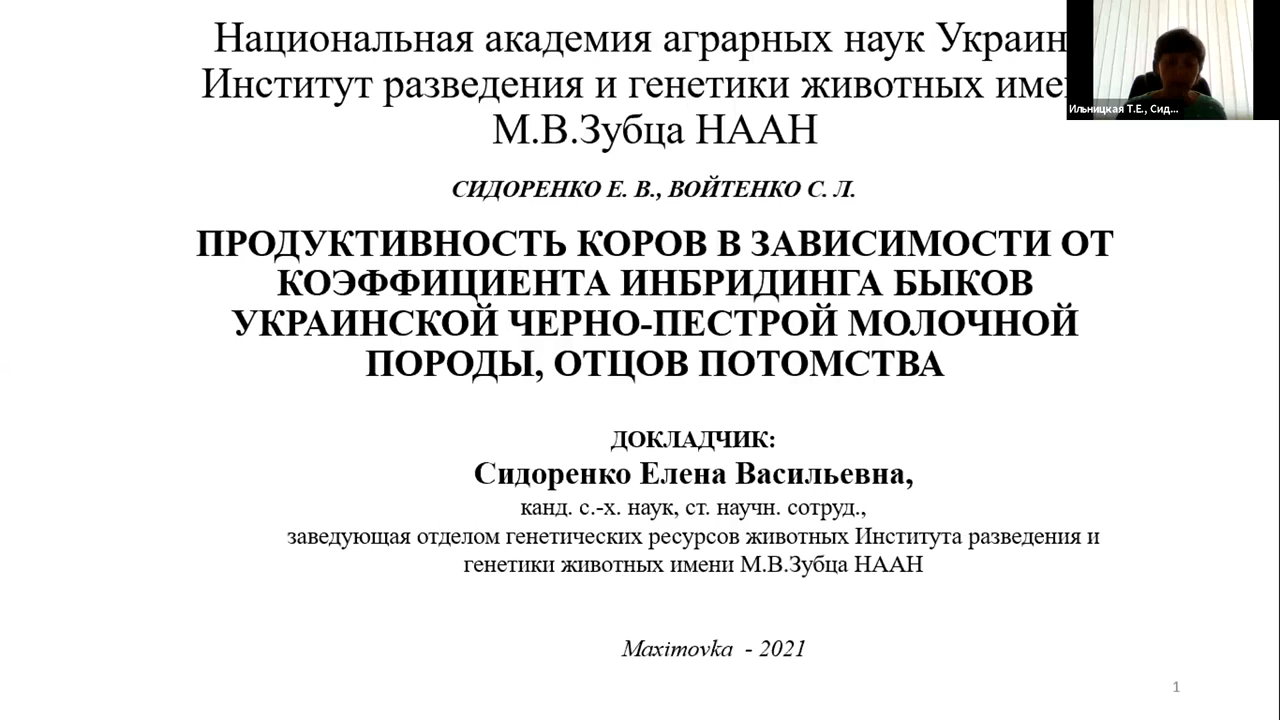 Национальная академия аграрных наук Украин
Институт разведения и генетики животных имен
М.В.Зубца НААН
Ильницкая Т.Е., Сид...
СИДОРЕНКО Е. В., ВОЙТЕНКО С. Л.
ПРОДУКТИВНОСТЬ КОРОВ В ЗАВИСИМОСТИ ОТ
КОЭФФИЦИЕНТА ИНБРИДИНГА БЫКОВ
УКРАИНСКОЙ ЧЕРНО-ПЕСТРОЙ МОЛОЧНОЙ
ПОРОДЫ, ОТЦОВ ПОТОМСТВА
ДОКЛАДЧИК:
Сидоренко Елена Васильевна,
канд. с.-х. наук, ст. научн. сотруд.,
заведующая отделом генетических ресурсов животных Института разведения и
генетики животных имени М.В.Зубца НААН
Maximovka - 2021
1